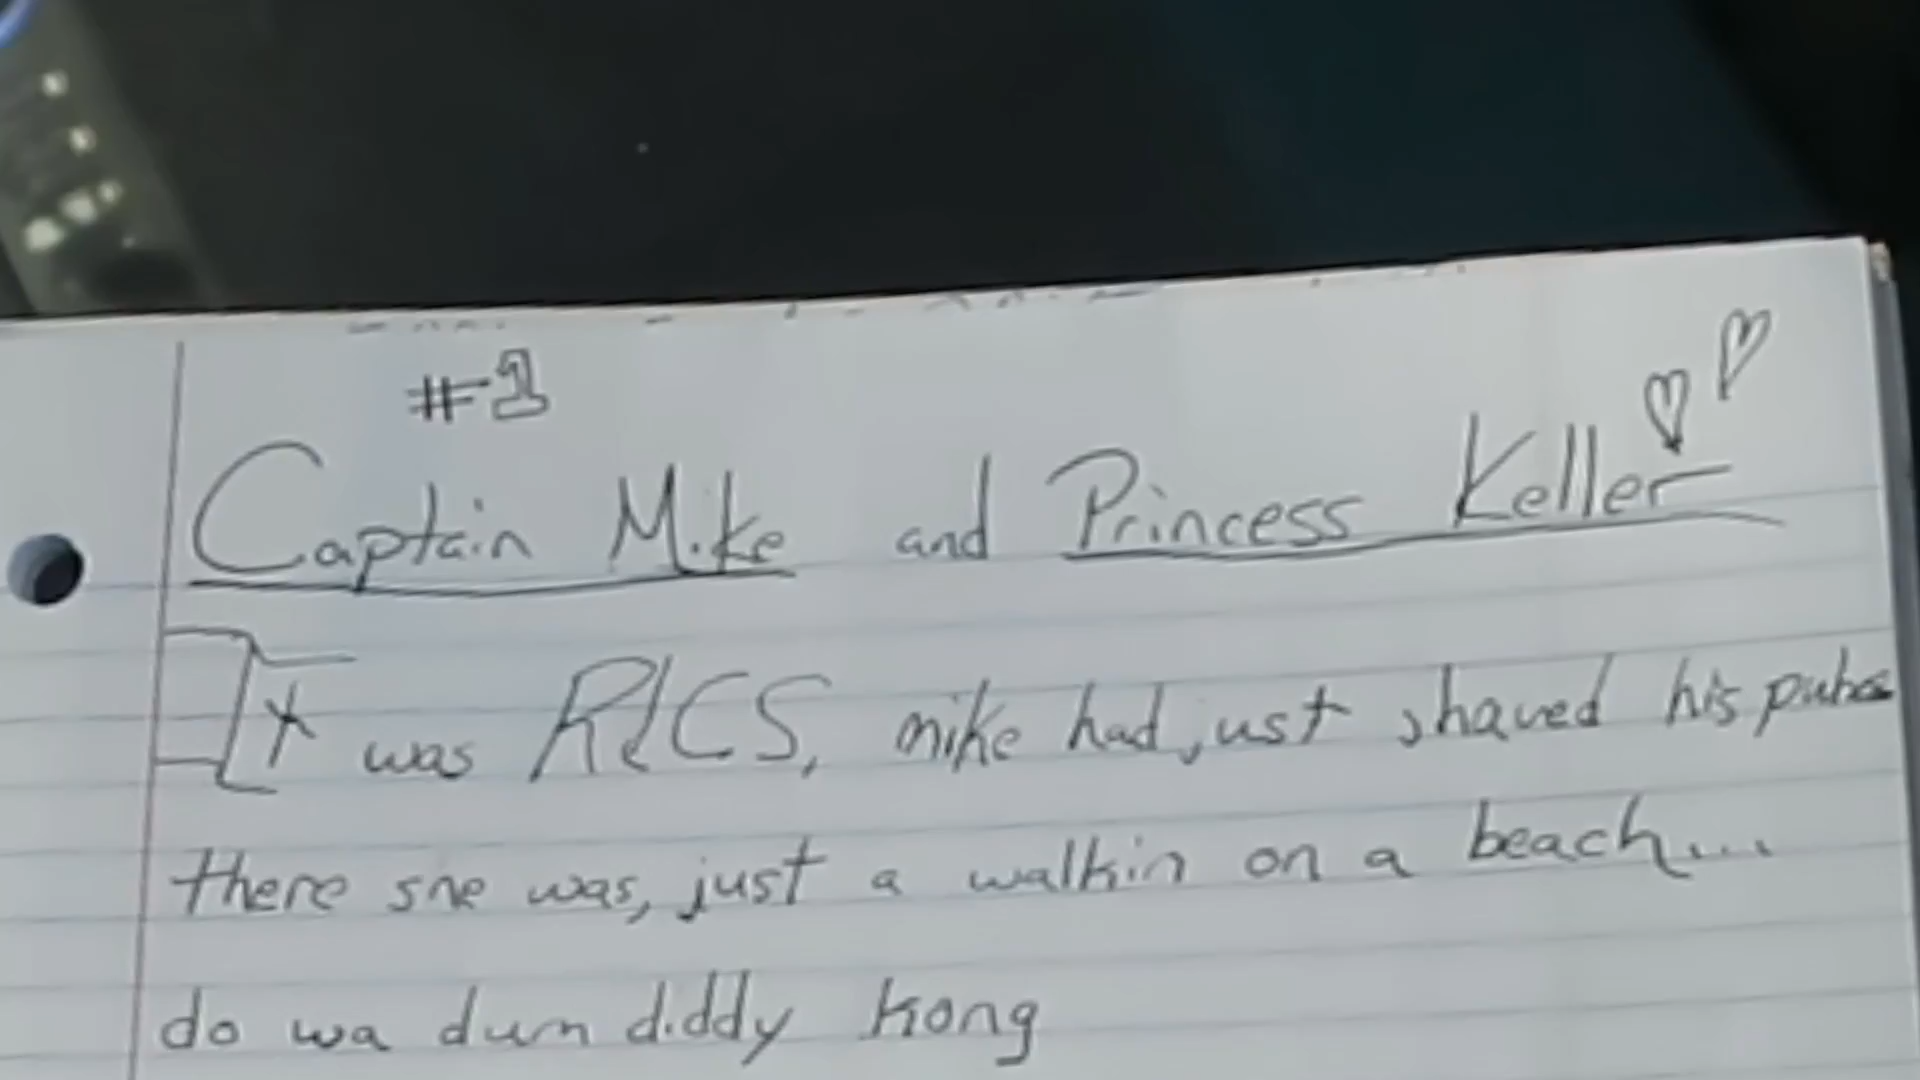 #1
Captain Mike and Princess Keller
It was RICS, mike had just shaved his pubes
there she was, just a walkin on a beach...
do wa dum diddy kong